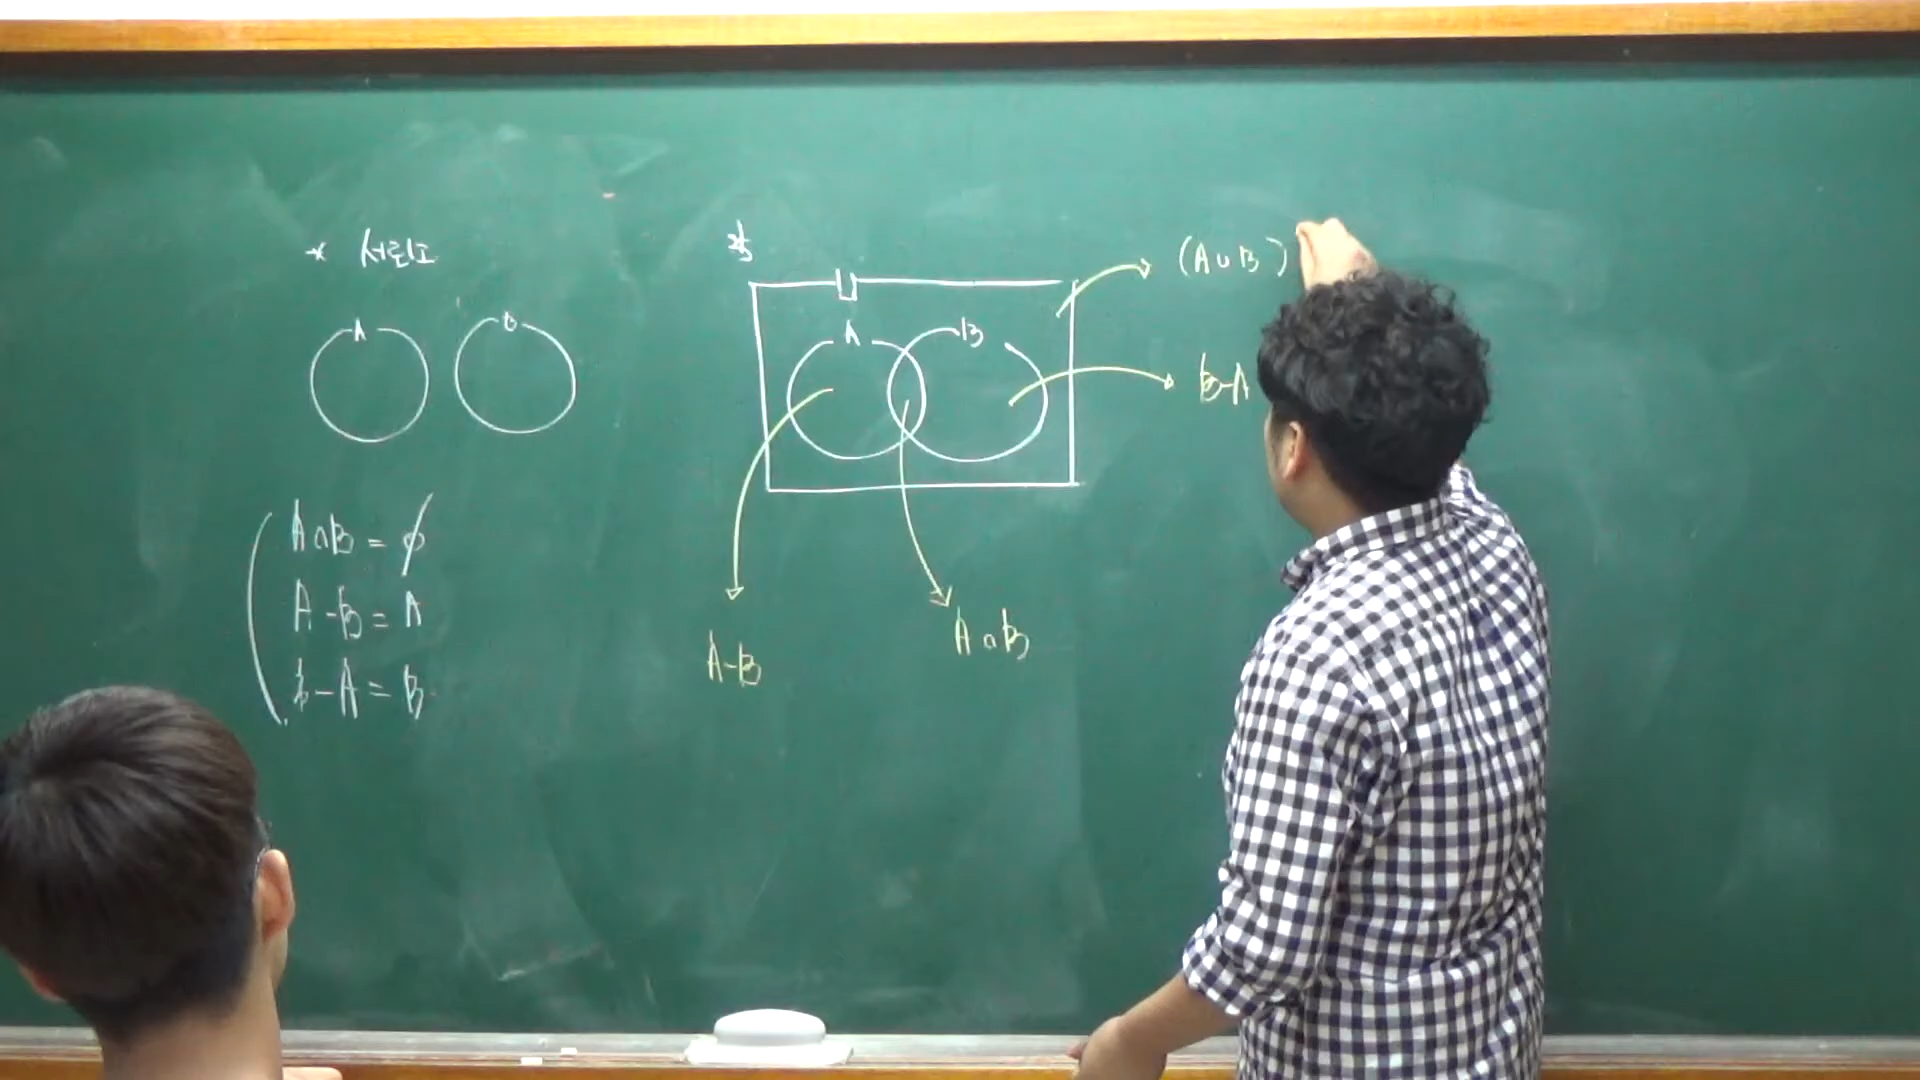 * 서로소
A B
A∩B = ∅
A-B = A
B-A = B
U
A B
(A∪B)
B-A
A-B
A∩B